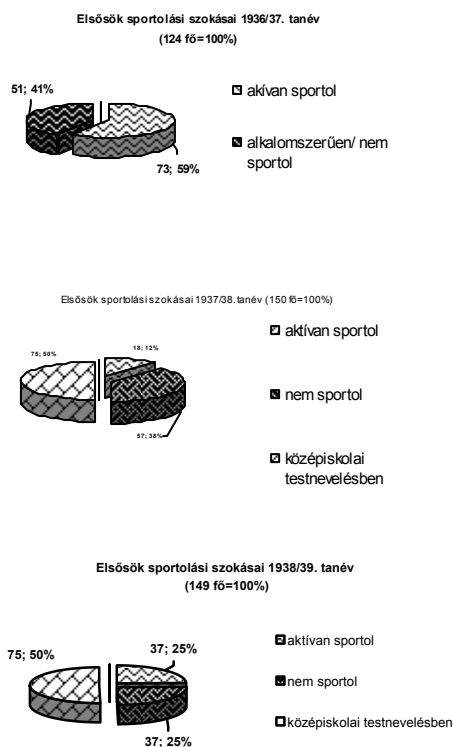 Elsősök sportolási szokásai 1936/37. tanév
(124 fő=100%)
51; 41%
73; 59%
akívan sportol
alkalomszerűen/ nem
sportol
Elsősök sportolási szokásai 1937/38. tanév (150 fő=100%)
75; 50%
18; 12%
57; 38%
aktívan sportol
nem sportol
középiskolai
testnevelésben
Elsősök sportolási szokásai 1938/39. tanév
(149 fő=100%)
75; 50%
37; 25%
37; 25%
aktívan sportol
nem sportol
középiskolai testnevelésben